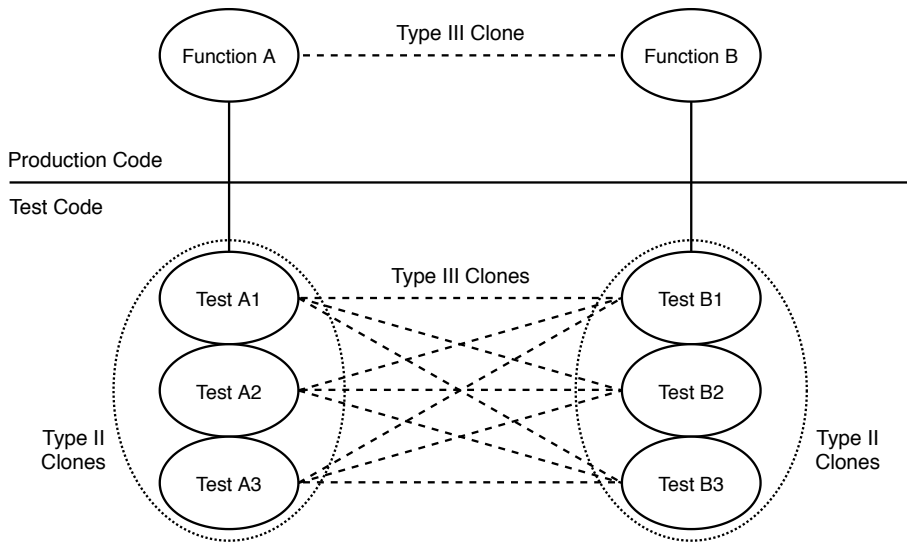 Type III Clone
Function A
Function B
Production Code
Test Code
Type III Clones
Test A1
Test B1
Test A2
Test B2
Type II
Clones
Type II
Clones
Test A3
Test B3